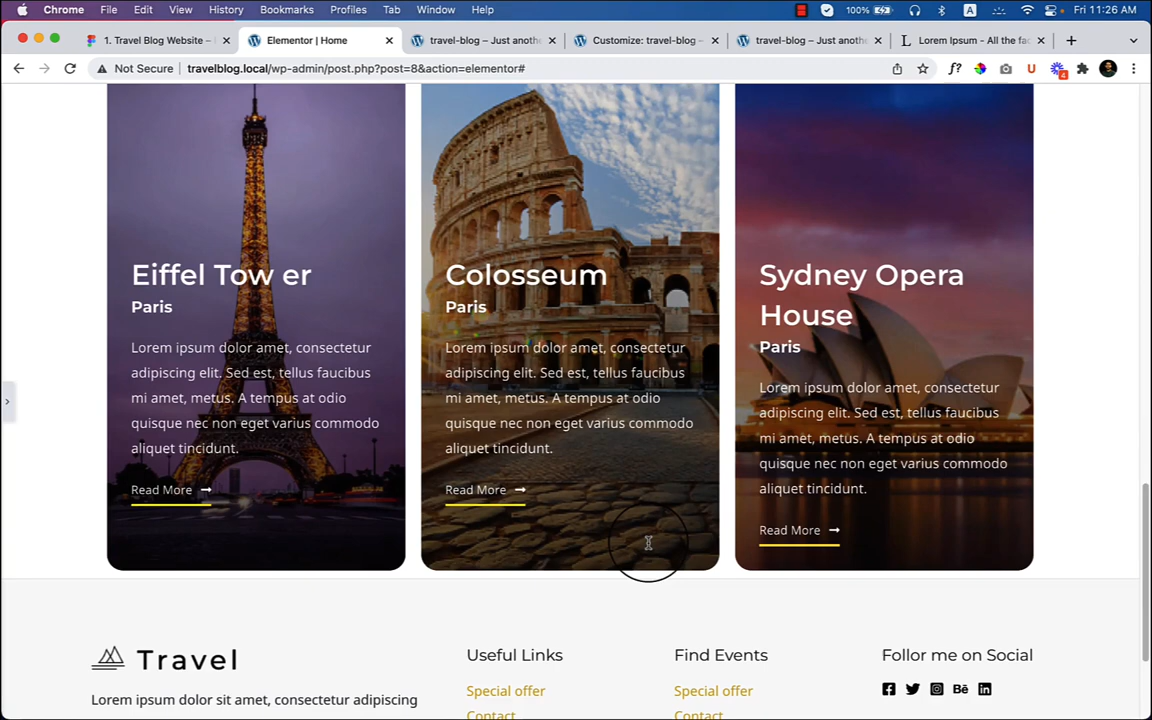 Chrome File Edit View History Bookmarks Profiles Tab Window Help 100% A Fri 11:26 AM
1. Travel Blog Website – Elementor | Home travel-blog – Just anoth Customize: travel-blog – travel-blog – Just anoth Lorem Ipsum - All the fac
Not Secure travelblog.local/wp-admin/post.php?post=8&action=elementor# f? U 4
Eiffel Tow er
Paris
Lorem ipsum dolor amet, consectetur
adipiscing elit. Sed est, tellus faucibus
mi amet, metus. A tempus at odio
quisque nec non eget varius commodo
aliquet tincidunt.
Read More
Colosseum
Paris
Lorem ipsum dolor amet, consectetur
adipiscing elit. Sed est, tellus faucibus
mi amet, metus. A tempus at odio
quisque nec non eget varius commodo
aliquet tincidunt.
Read More
Sydney Opera
House
Paris
Lorem ipsum dolor amet, consectetur
adipiscing elit. Sed est, tellus faucibus
mi amet, metus. A tempus at odio
quisque nec non eget varius commodo
aliquet tincidunt.
Read More
Travel
Lorem ipsum dolor sit amet, consectetur adipiscing
Useful Links
Special offer
Contact
Find Events
Special offer
Contact
Follor me on Social
Bē